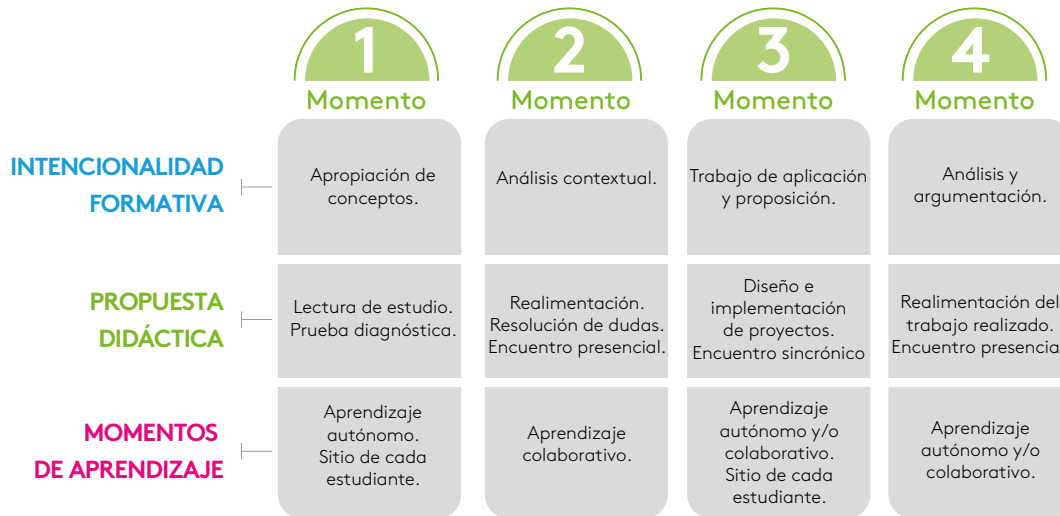 1
2
3
4
Momento
Momento
Momento
Momento
INTENCIONALIDAD
FORMATIVA
Apropiación de
conceptos.
Análisis contextual.
Trabajo de aplicación
y proposición.
Análisis y
argumentación.
PROPUESTA
DIDÁCTICA
Lectura de estudio.
Prueba diagnóstica.
Realimentación.
Resolución de dudas.
Encuentro presencial.
Diseño e
implementación
de proyectos.
Encuentro sincrónico
Realimentación del
trabajo realizado.
Encuentro presencia
MOMENTOS
DE APRENDIZAJE
Aprendizaje
autónomo.
Sitio de cada
estudiante.
Aprendizaje
colaborativo.
Aprendizaje
autónomo y/o
colaborativo.
Sitio de cada
estudiante.
Aprendizaje
autónomo y/o
colaborativo.